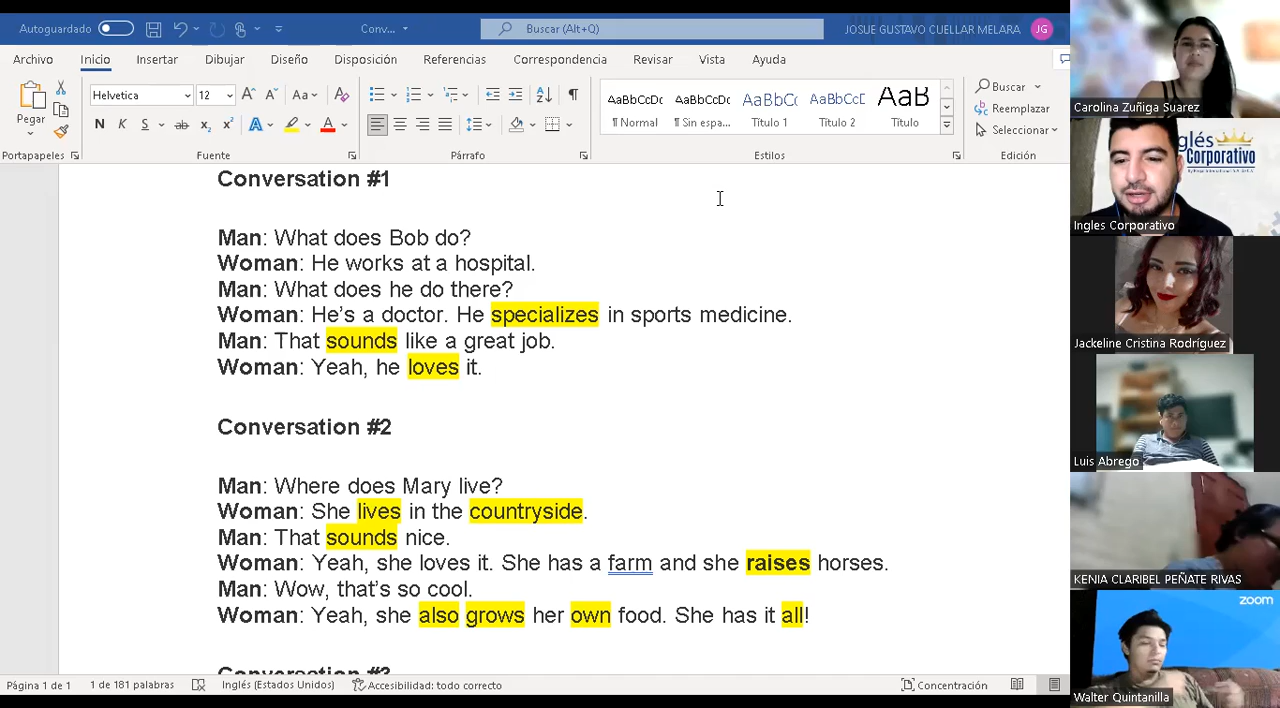 Autoguardado
Conv...
Buscar (Alt+Q)
JOSUE GUSTAVO CUELLAR MELARA
JG
Archivo Inicio Insertar Dibujar Diseño Disposición Referencias Correspondencia Revisar Vista Ayuda
Pegar
Helvetica 12
Aa
N K S ab x₂ x² A A
AaBbCcDc AaBbCcDc AaBbCc AaBbCcD AaB
¶ Normal ¶ Sin espa... Título 1 Título 2 Título
Buscar
Reemplazar
Seleccionar
Portapapeles Fuente Párrafo Estilos Edición
Conversation #1
Man: What does Bob do?
Woman: He works at a hospital.
Man: What does he do there?
Woman: He's a doctor. He specializes in sports medicine.
Man: That sounds like a great job.
Woman: Yeah, he loves it.
Conversation #2
Man: Where does Mary live?
Woman: She lives in the countryside.
Man: That sounds nice.
Woman: Yeah, she loves it. She has a farm and she raises horses.
Man: Wow, that's so cool.
Woman: Yeah, she also grows her own food. She has it all!
Conversation #3
Página 1 de 1 1 de 181 palabras Inglés (Estados Unidos) Accesibilidad: todo correcto Concentración
Carolina Zuñiga Suarez
glés
Corporativo
Ingles Corporativo
Jackeline Cristina Rodríguez
Luis Abrego
KENIA CLARIBEL PEÑATE RIVAS
zoom
Walter Quintanilla